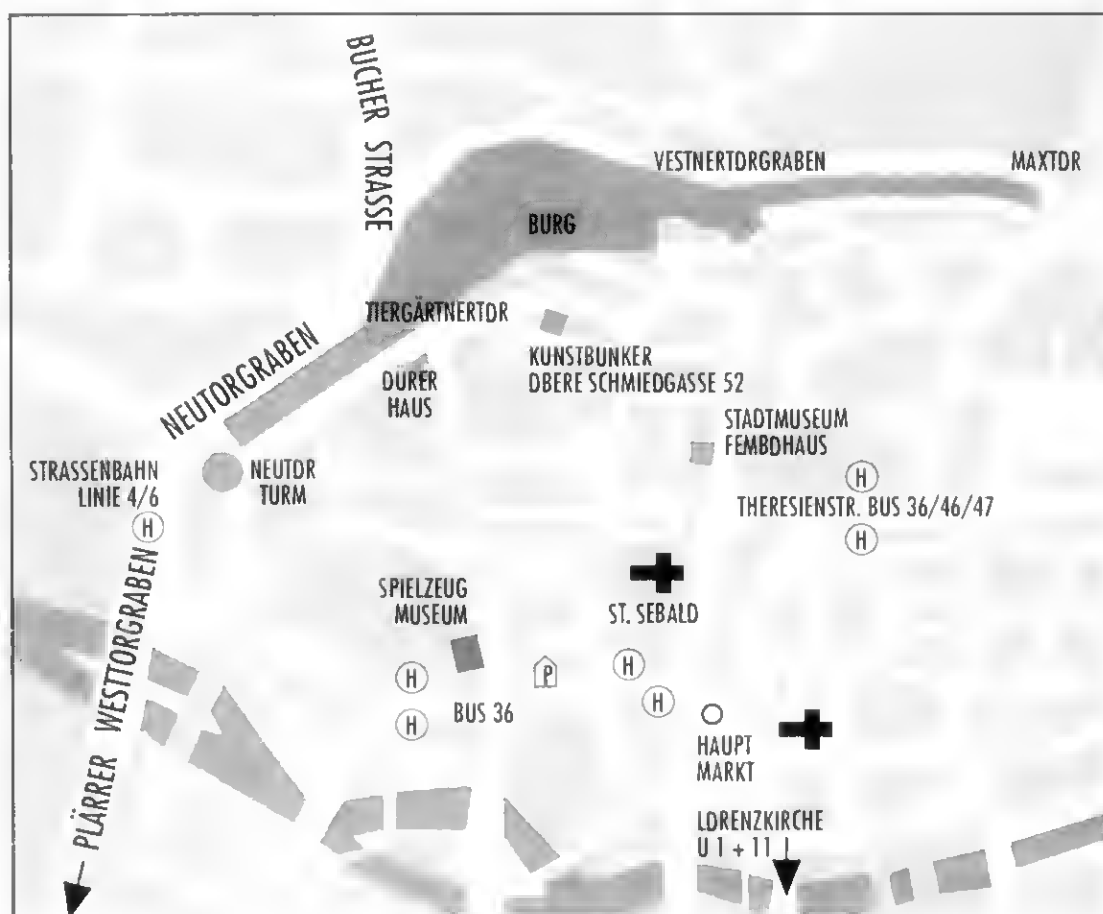 BUCHER STRASSE
VESTNERTORGRABEN
MAXTOR
BURG
TIERGÄRTNERTOR
NEUTORGRABEN
KUNSTBUNKER
OBERE SCHMIEDGASSE 52
DÜRER
HAUS
STADTMUSEUM
FEMBOHAUS
STRASSENBAHN
LINIE 4/6
H
NEUTOR
TURM
H
THERESIENSTR. BUS 36/46/47
H
PLÄRRER WESTTORGRABEN
SPIELZEUG
MUSEUM
ST. SEBALD
H
P
H
H
H
BUS 36
HAUPT
MARKT
LORENZKIRCHE
U 1 + 11